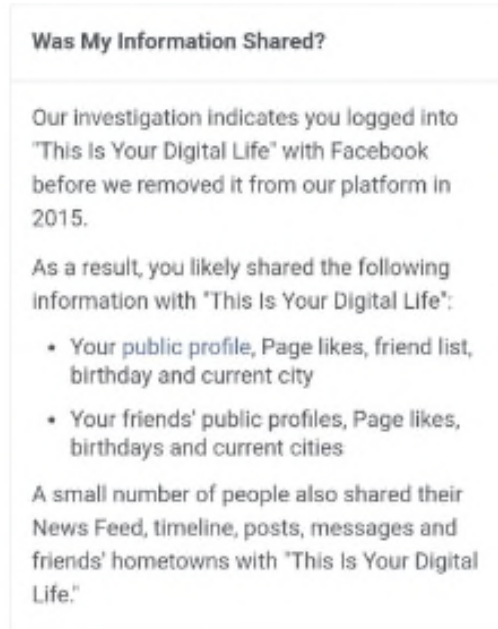 Was My Information Shared?
Our investigation indicates you logged into
"This Is Your Digital Life" with Facebook
before we removed it from our platform in
2015.
As a result, you likely shared the following
information with "This Is Your Digital Life":
• Your public profile, Page likes, friend list,
birthday and current city
• Your friends' public profiles, Page likes,
birthdays and current cities
A small number of people also shared their
News Feed, timeline, posts, messages and
friends' hometowns with "This Is Your Digital
Life."